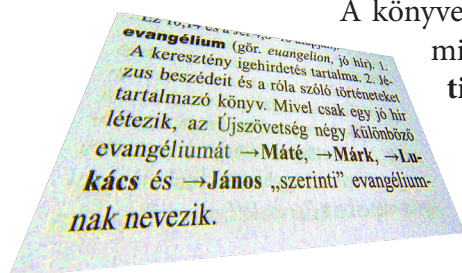 A könyve
mi
ti
evangélium (gör. euangelion, jó hír). 1.
A keresztény igehirdetés tartalma. 2. Jé-
zus beszédeit és a róla szóló történeteket
tartalmazó könyv. Mivel csak egy jó hír
létezik, az Újszövetség négy különböző
evangéliumát →Máté, →Márk, →Lu-
kács és →János „szerinti” evangélium-
nak nevezik.